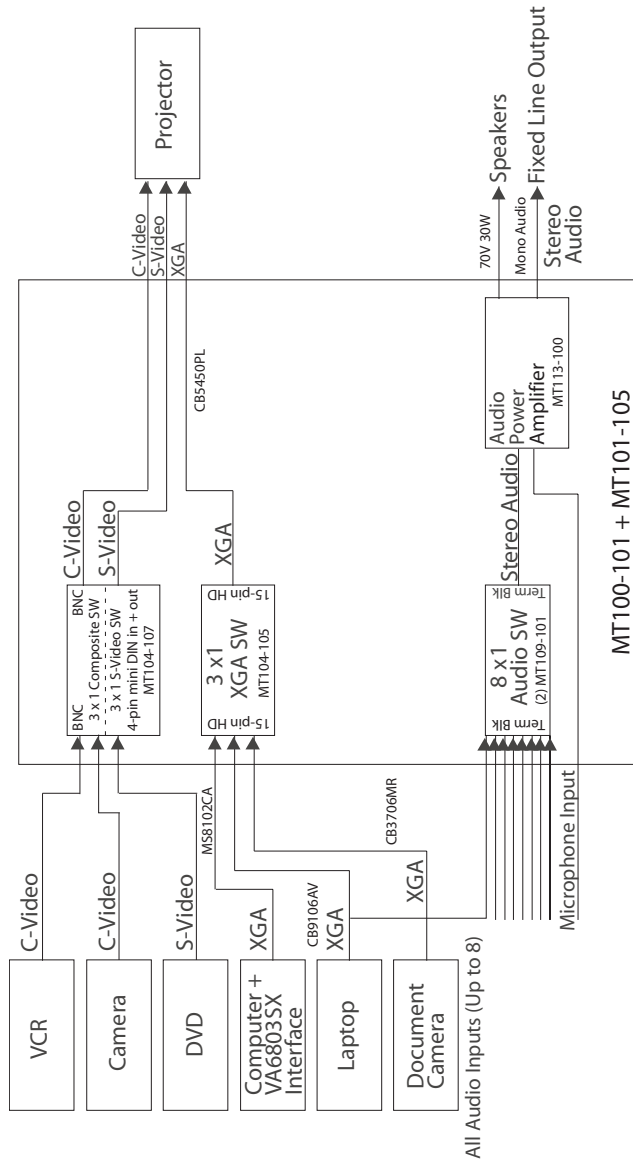 VCR
Camera
DVD
Computer +
VA6803SX
Interface
Laptop
Document
Camera
All Audio Inputs (Up to 8)
C-Video
C-Video
S-Video
XGA
CB9106AV
XGA
XGA
MS8102CA
CB3706MR
Microphone Input
BNC
BNC
3 x 1 Composite SW
3 x 1 S-Video SW
4-pin mini DIN in + out
MT104-107
15-pin HD
15-pin HD
3 x1
XGA SW
MT104-105
Term Blk
Term Blk
8 x1
Audio SW
(2) MT109-101
C-Video
S-Video
XGA
Stereo Audio
CB5450PL
Audio
Power
Amplifier
MT113-100
C-Video
S-Video
XGA
Projector
70V 30W
Speakers
Mono Audio
Fixed Line Output
Stereo
Audio
MT100-101 + MT101-105